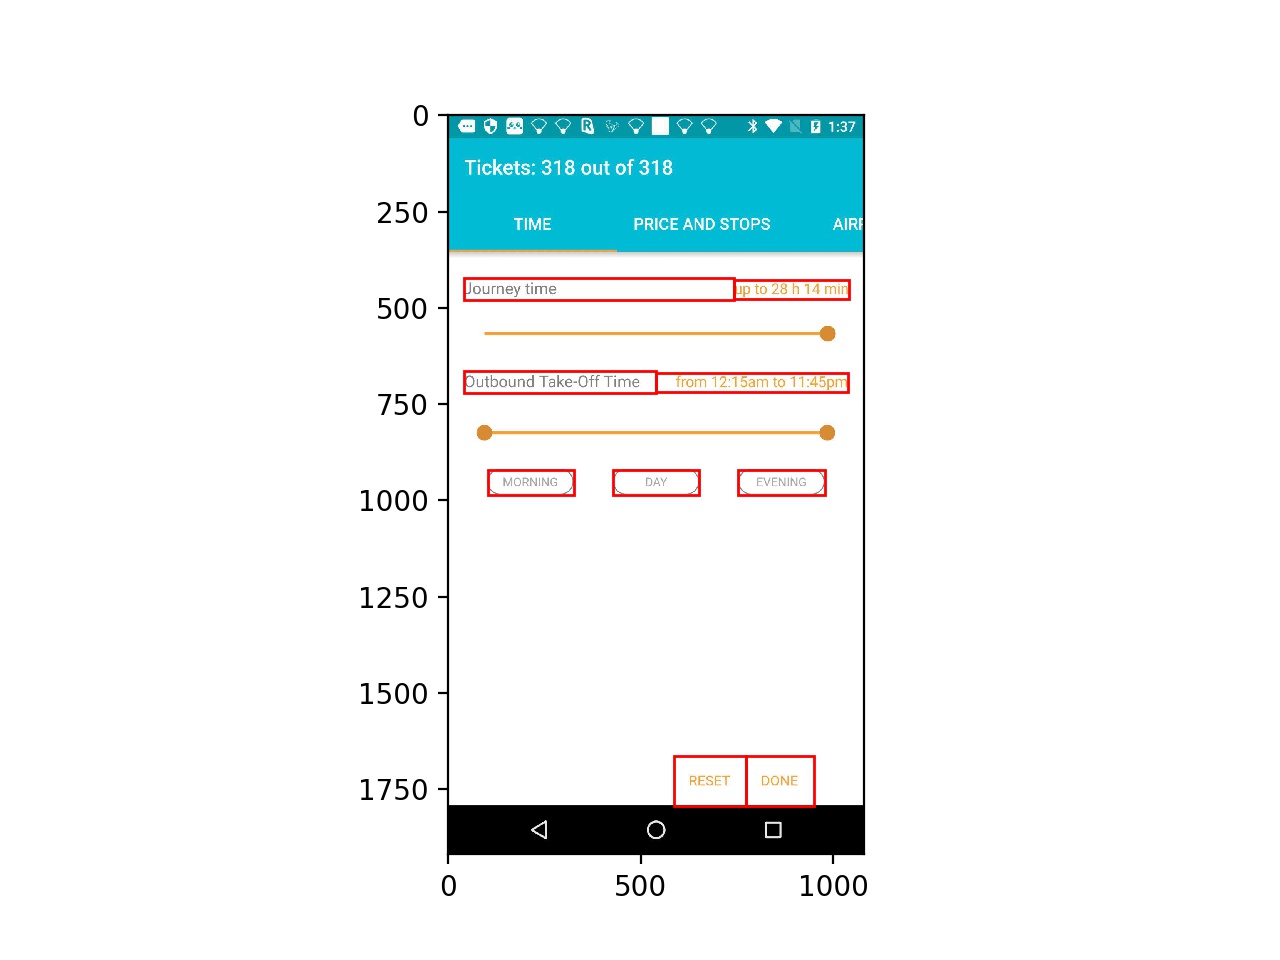 0
250
500
750
1000
1250
1500
1750
0
500
1000
1:37
Tickets: 318 out of 318
TIME
PRICE AND STOPS
Journey time
up to 28 h 14 min
Outbound Take-Off Time
from 12:15am to 11:45pm
MORNING
DAY
EVENING
RESET
DONE